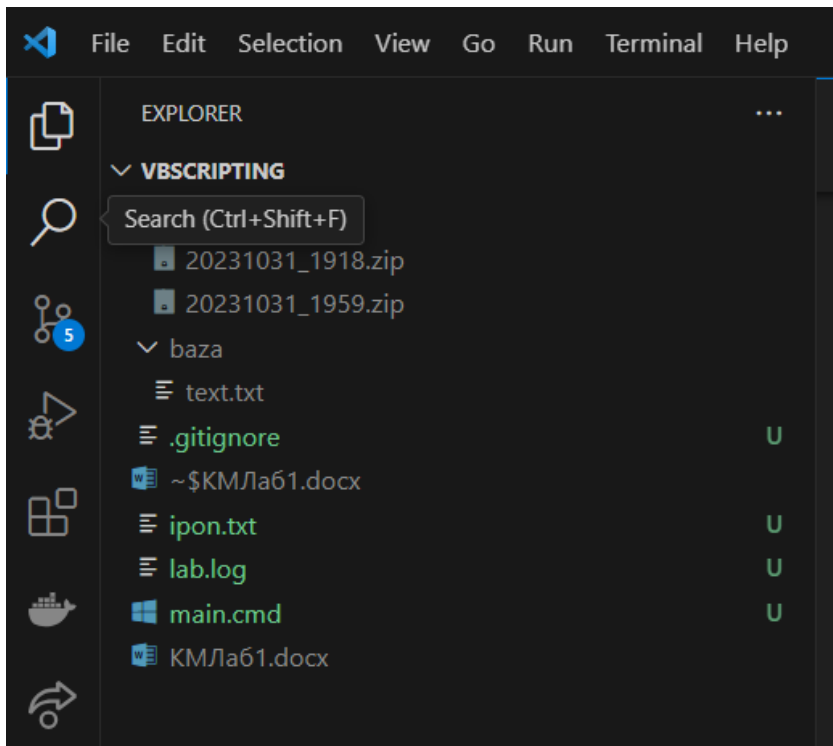 File Edit Selection View Go Run Terminal Help
EXPLORER
VBSCRIPTING
Search (Ctrl+Shift+F)
20231031_1918.zip
20231031_1959.zip
5
baza
text.txt
.gitignore U
~$КМЛаб1.docx
ipon.txt U
lab.log U
main.cmd U
КМЛаб1.docx